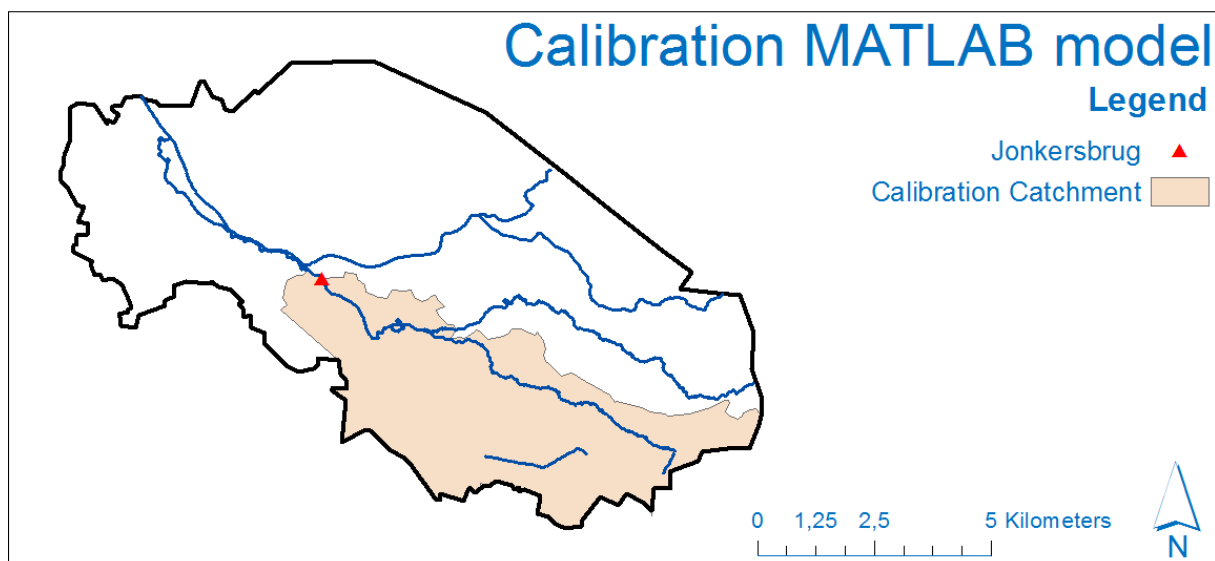 Calibration MATLAB model
Legend
Jonkersbrug
Calibration Catchment
0 1,25 2,5 5 Kilometers
N